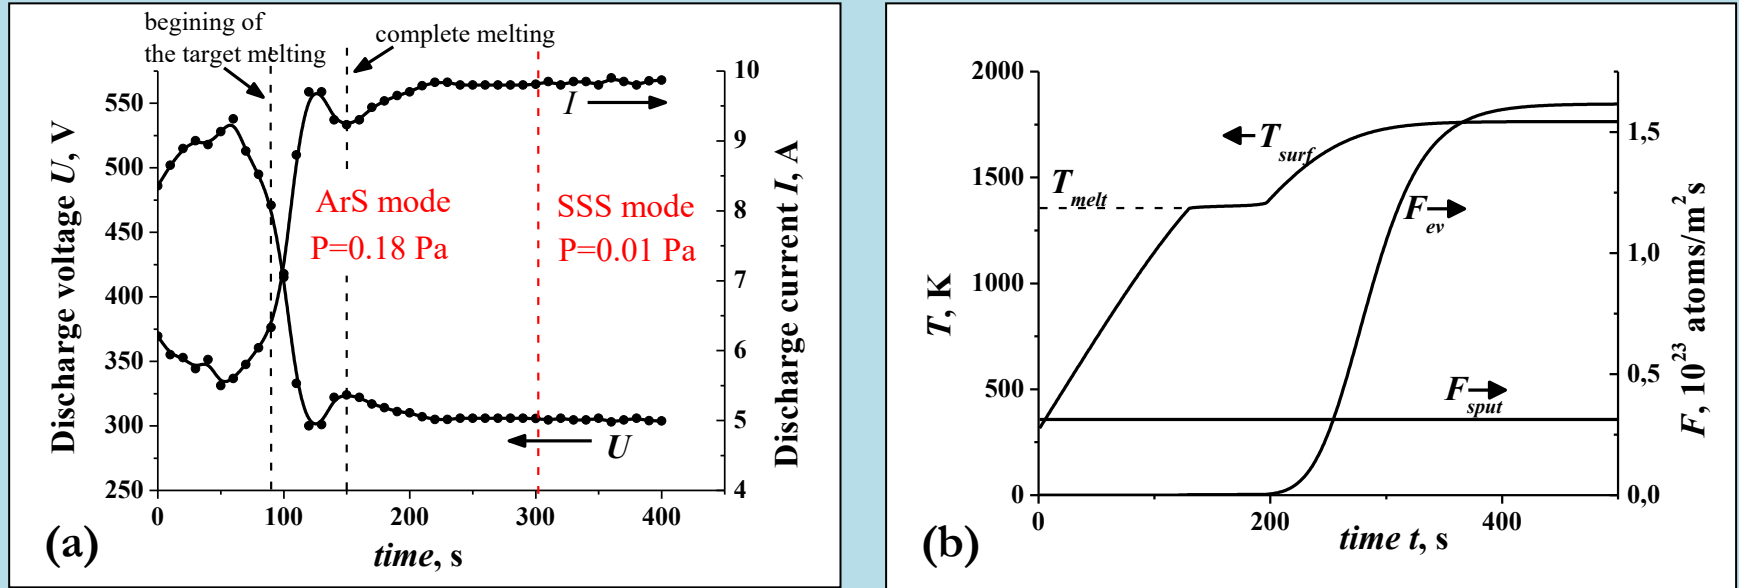 begining of
the target melting
complete melting
Discharge voltage U, V
550
500
450
400
350
300
250
10
9
8
7
6
5
4
Discharge current I, A
I
ArS mode
P=0.18 Pa
SSS mode
P=0.01 Pa
U
0
100
200
300
400
time, s
(a)
T, K
2000
1500
1000
500
0
T_surf
T_melt
F_ev
F_sput
1,5
1,0
0,5
0,0
F, 10²³ atoms/m²s
0
200
400
time t, s
(b)